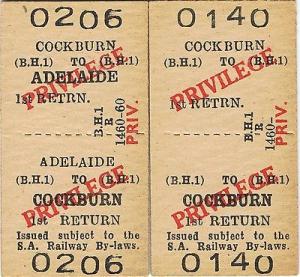 0206
COCKBURN
(B.H.1) TO (B.H.1)
ADELAIDE
PRIVILEGE
1st RETRN.
B.H.1
R
1460-60
PRIV.
ADELAIDE
(B.H.1) TO (B.H.1)
COCKBURN
PRIVILEGE
1st RETURN
Issued subject to the
S.A. Railway By-laws.
0206
0140
COCKBURN
(B.H.1) TO (B.H.1)
PRIVILEGE
1st RETRN.
B.H.1
R
1460-
PRIV.
(B.H.1) TO (B.H.1)
COCKBURN
PRIVILEGE
1st RETURN
Issued subject to the
S.A. Railway By-laws.
0140